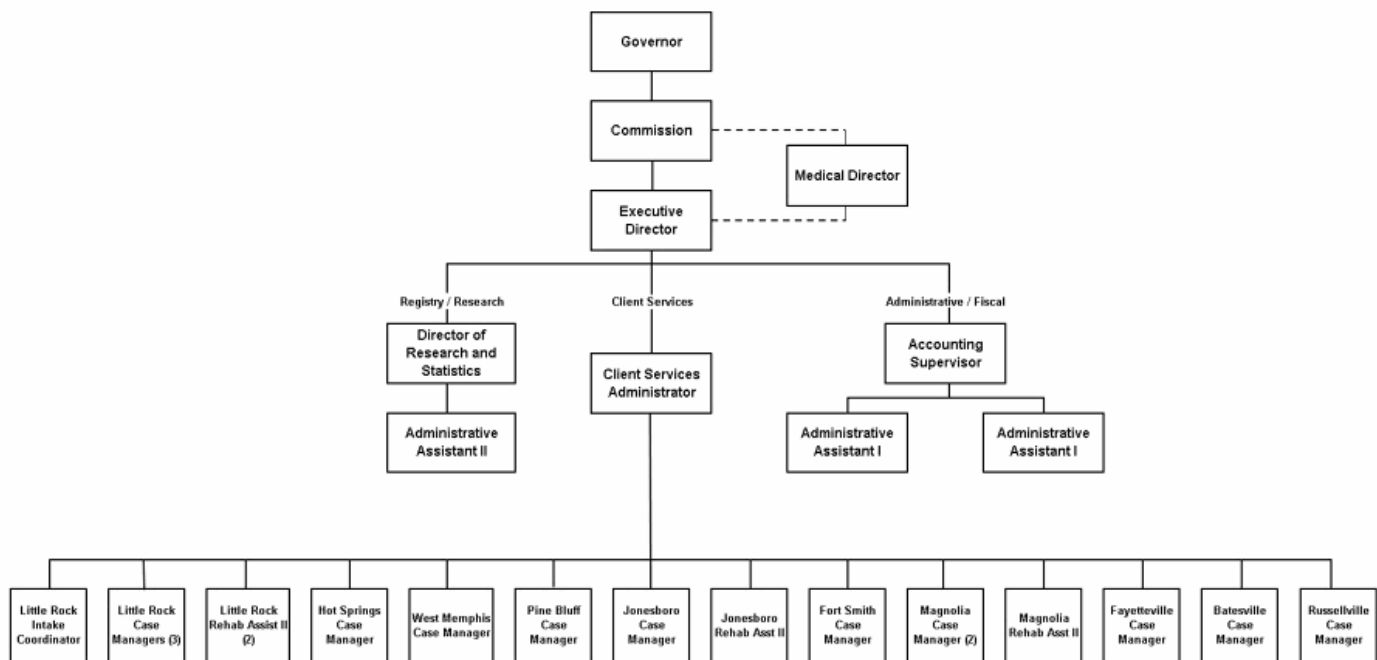 Governor
Commission
Medical Director
Executive
Director
Registry / Research
Client Services
Administrative / Fiscal
Director of
Research and
Statistics
Client Services
Administrator
Accounting
Supervisor
Administrative
Assistant II
Administrative
Assistant I
Administrative
Assistant I
Little Rock
Intake
Coordinator
Little Rock
Case
Managers (3)
Little Rock
Rehab Assist II
(2)
Hot Springs
Case
Manager
West Memphis
Case Manager
Pine Bluff
Case
Manager
Jonesboro
Case
Manager
Jonesboro
Rehab Asst II
Fort Smith
Case
Manager
Magnolia
Case
Manager (2)
Magnolia
Rehab Asst II
Fayetteville
Case
Manager
Batesville
Case
Manager
Russellville
Case
Manager